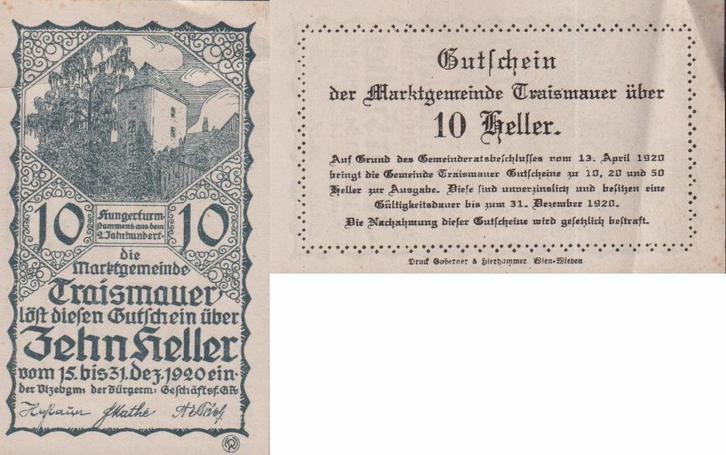 10
Hungerturm
stammend aus dem
2. Jahrhundert.
10
die
Marktgemeinde
Traismauer
löst diesen Gutschein über
Zehn Heller
vom 15. bis 31. Dez. 1920 ein.
der Vizebgm: der Bürgerm: Geschäftsf. GR:
Gutschein
der Marktgemeinde Traismauer über
10 Heller.
Auf Grund des Gemeinderatsbeschlusses vom 13. April 1920
bringt die Gemeinde Traismauer Gutscheine zu 10, 20 und 50
Heller zur Ausgabe. Diese sind unverzinslich und besitzen eine
Gültigkeitsdauer bis zum 31. Dezember 1920.
Die Nachahmung dieser Gutscheine wird gesetzlich bestraft.
Druck Guberner & Hierhammer Wien-Wieden